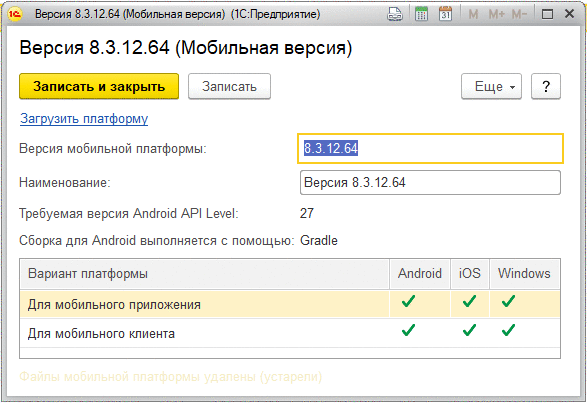 Версия 8.3.12.64 (Мобильная версия) (1С:Предприятие)
M M+ M-
Версия 8.3.12.64 (Мобильная версия)
Записать и закрыть Записать Еще ?
Загрузить платформу
Версия мобильной платформы: 8.3.12.64
Наименование: Версия 8.3.12.64
Требуемая версия Android API Level: 27
Сборка для Android выполняется с помощью: Gradle
Вариант платформы Android iOS Windows
Для мобильного приложения
Для мобильного клиента
Файлы мобильной платформы удалены (устарели)